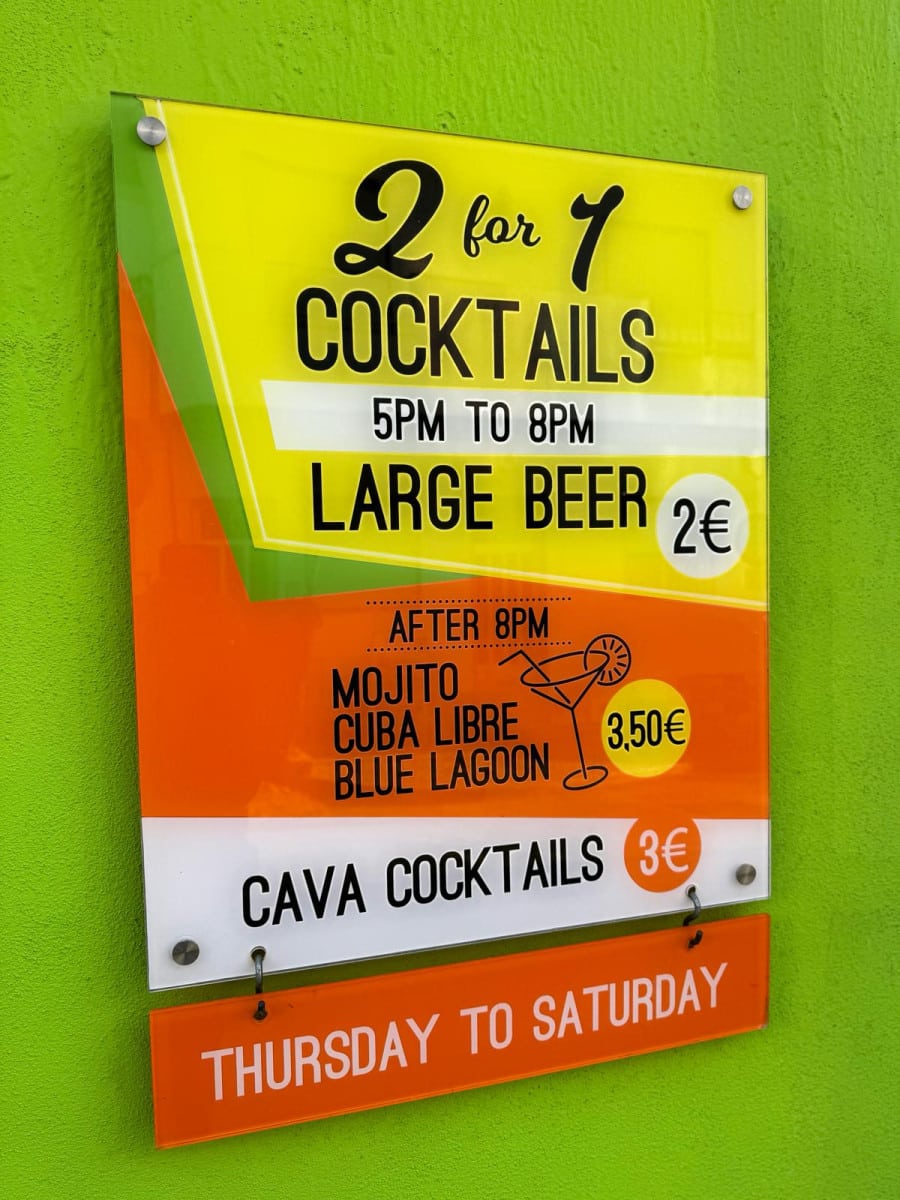 2 for 1
COCKTAILS
5PM TO 8PM
LARGE BEER
2€
AFTER 8PM
MOJITO
CUBA LIBRE
BLUE LAGOON
3,50€
CAVA COCKTAILS 3€
THURSDAY TO SATURDAY